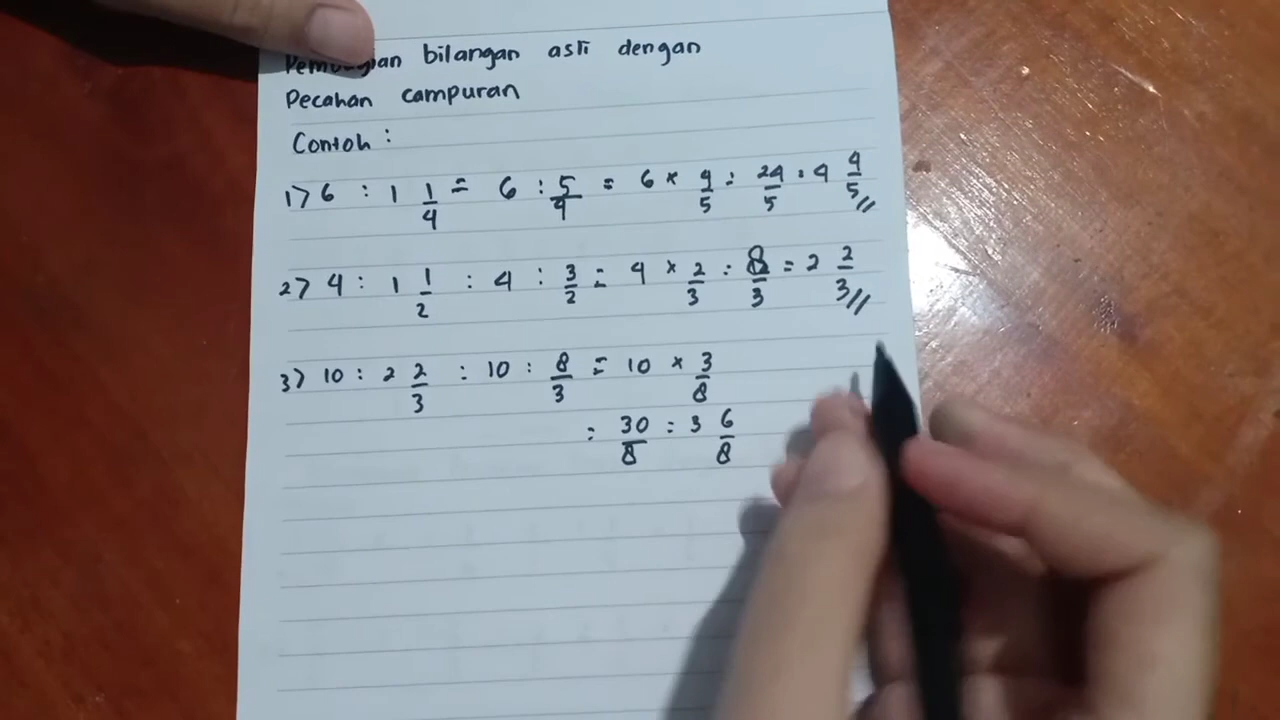 Pembagian bilangan asli dengan
Pecahan campuran
Contoh :
1) 6 : 1 1/4 = 6 : 5/4 = 6 × 4/5 = 24/5 = 4 4/5 //
2) 4 : 1 1/2 = 4 : 3/2 = 4 × 2/3 = 8/3 = 2 2/3 //
3) 10 : 2 2/3 = 10 : 8/3 = 10 × 3/8
= 30/8 = 3 6/8